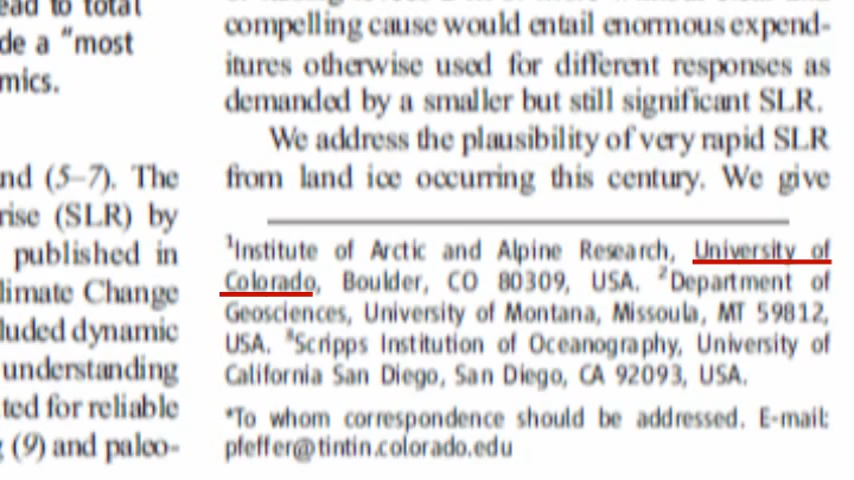 ead to total
de a "most
mics.
nd (5–7). The
rise (SLR) by
published in
limate Change
luded dynamic
understanding
ted for reliable
(9) and paleo-
compelling cause would entail enormous expend-
itures otherwise used for different responses as
demanded by a smaller but still significant SLR.
We address the plausibility of very rapid SLR
from land ice occurring this century. We give
¹Institute of Arctic and Alpine Research, University of
Colorado, Boulder, CO 80309, USA. ²Department of
Geosciences, University of Montana, Missoula, MT 59812,
USA. ³Scripps Institution of Oceanography, University of
California San Diego, San Diego, CA 92093, USA.
*To whom correspondence should be addressed. E-mail:
pfeffer@tintin.colorado.edu